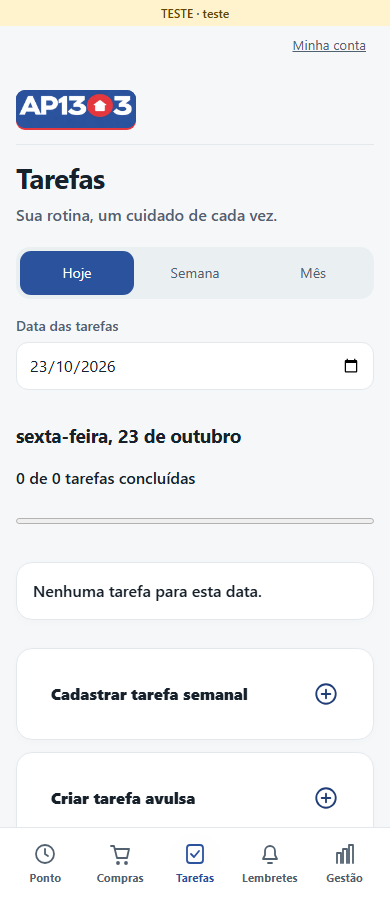 TESTE · teste
Minha conta
AP1303
Tarefas
Sua rotina, um cuidado de cada vez.
Hoje Semana Mês
Data das tarefas
23/10/2026
sexta-feira, 23 de outubro
0 de 0 tarefas concluídas
Nenhuma tarefa para esta data.
Cadastrar tarefa semanal
Criar tarefa avulsa
Ponto Compras Tarefas Lembretes Gestão